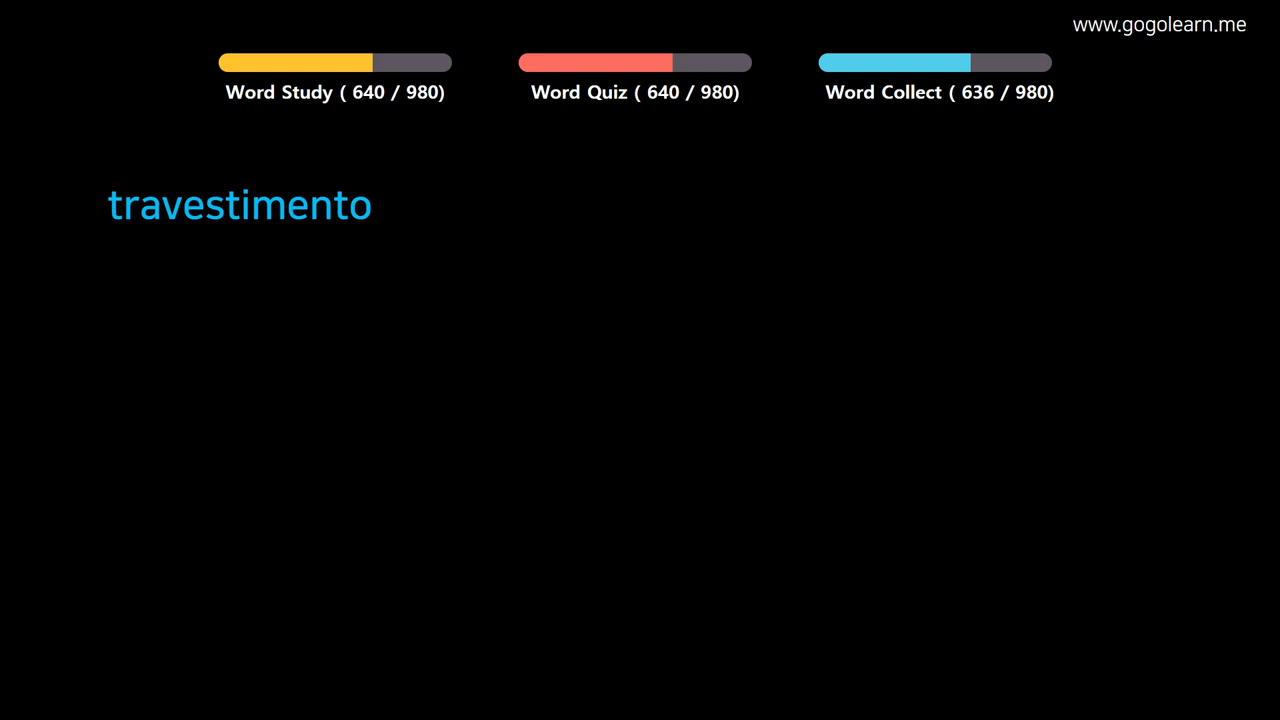 www.gogolearn.me
Word Study ( 640 / 980)
Word Quiz ( 640 / 980)
Word Collect ( 636 / 980)
travestimento